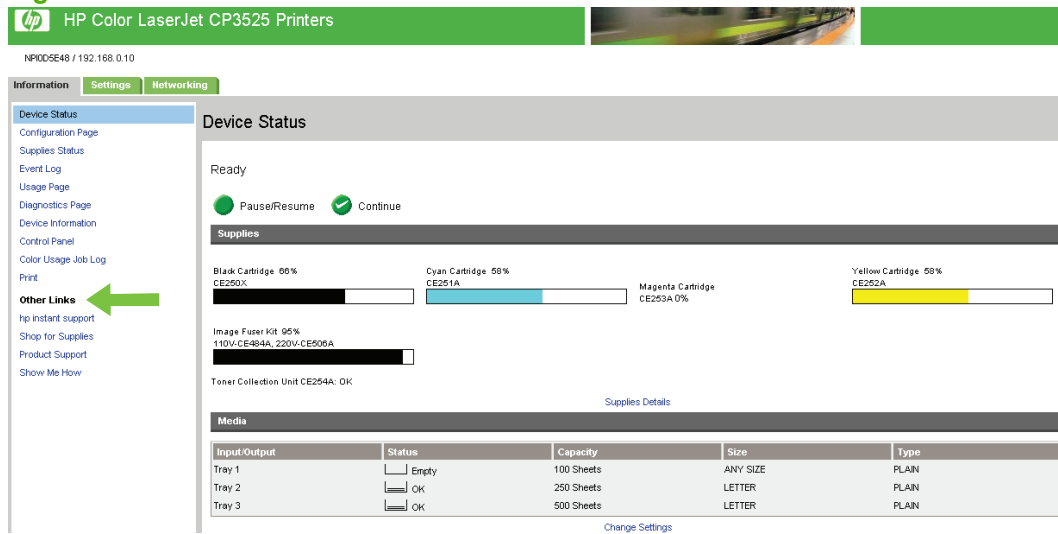 hp HP Color LaserJet CP3525 Printers
NPI0D5E48 / 192.168.0.10
Information Settings Networking
Device Status
Configuration Page
Supplies Status
Event Log
Usage Page
Diagnostics Page
Device Information
Control Panel
Color Usage Job Log
Print
Other Links
hp instant support
Shop for Supplies
Product Support
Show Me How
Device Status
Ready
Pause/Resume Continue
Supplies
Black Cartridge 66%
CE250X
Cyan Cartridge 58%
CE251A
Magenta Cartridge
CE253A 0%
Yellow Cartridge 58%
CE252A
Image Fuser Kit 95%
110V-CE484A, 220V-CE506A
Toner Collection Unit CE254A: OK
Supplies Details
Media
Input/Output Status Capacity Size Type
Tray 1 Empty 100 Sheets ANY SIZE PLAIN
Tray 2 OK 250 Sheets LETTER PLAIN
Tray 3 OK 500 Sheets LETTER PLAIN
Change Settings